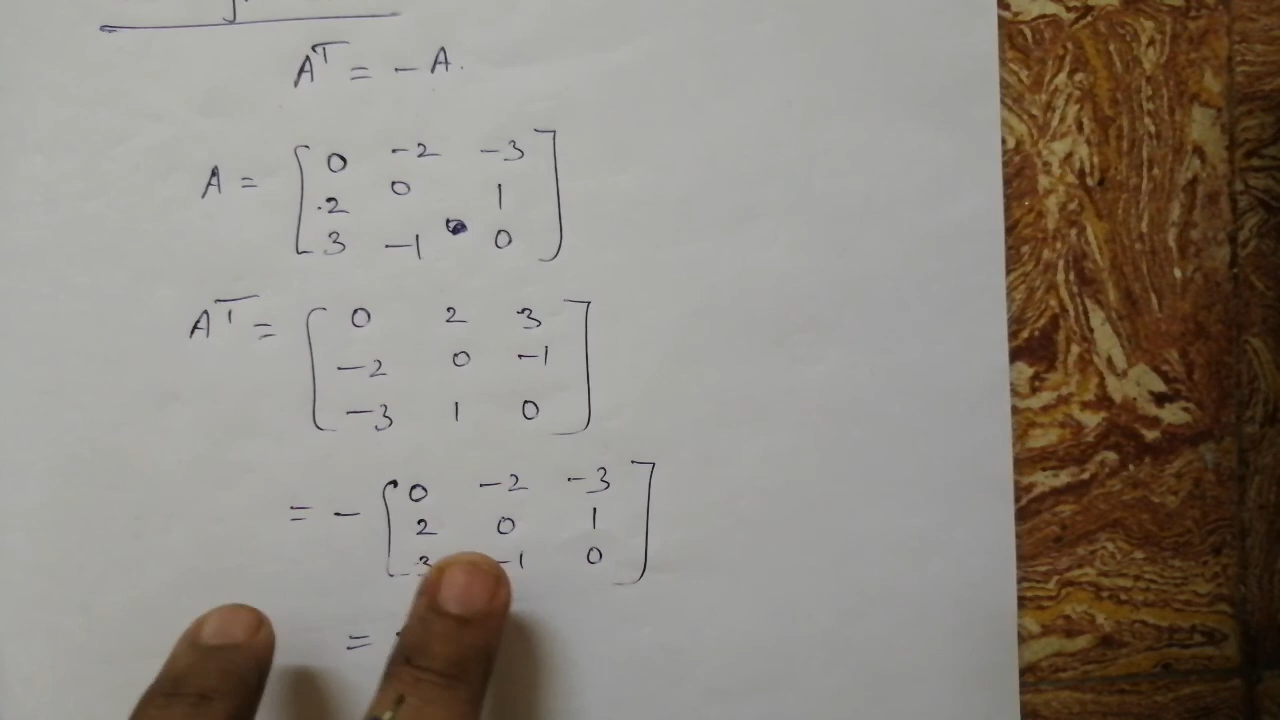 Aᵀ = − A.
A = [ 0 -2 -3
2 0 1
3 -1 0 ]
Aᵀ = [ 0 2 3
-2 0 -1
-3 1 0 ]
= - [ 0 -2 -3
2 0 1
3 -1 0 ]
=